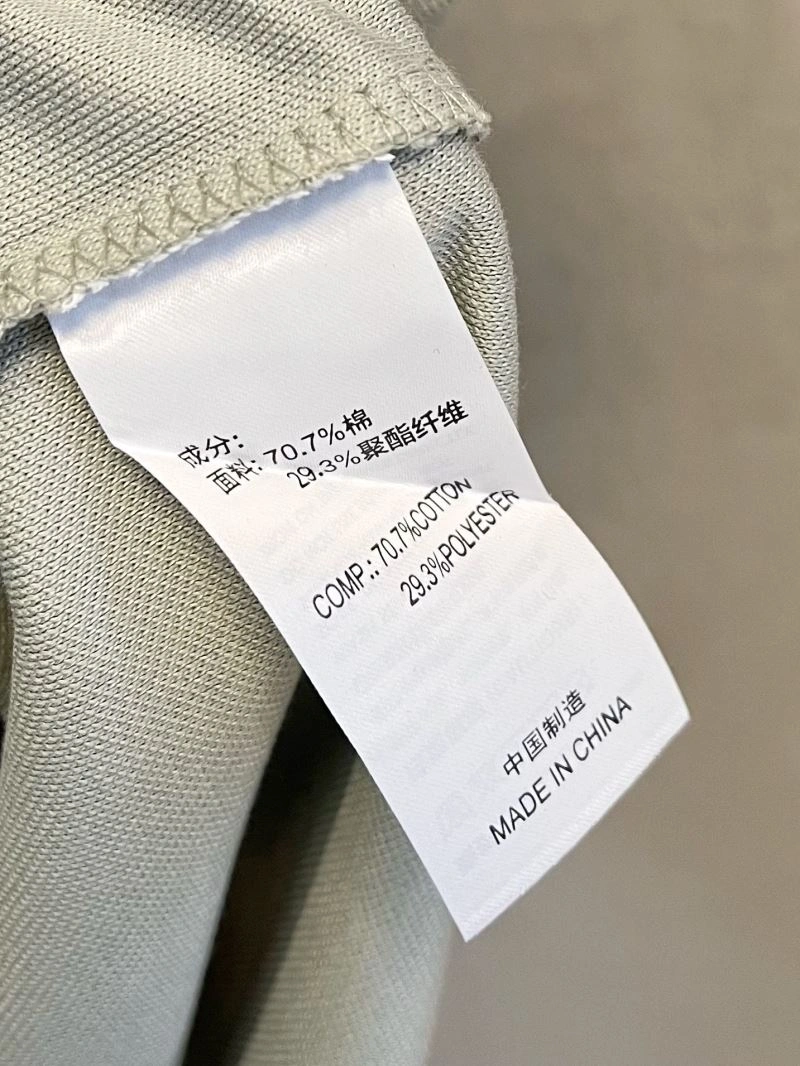 成分:
面料: 70.7%棉
29.3%聚酯纤维
COMP.: 70.7%COTTON
29.3%POLYESTER
中国制造
MADE IN CHINA